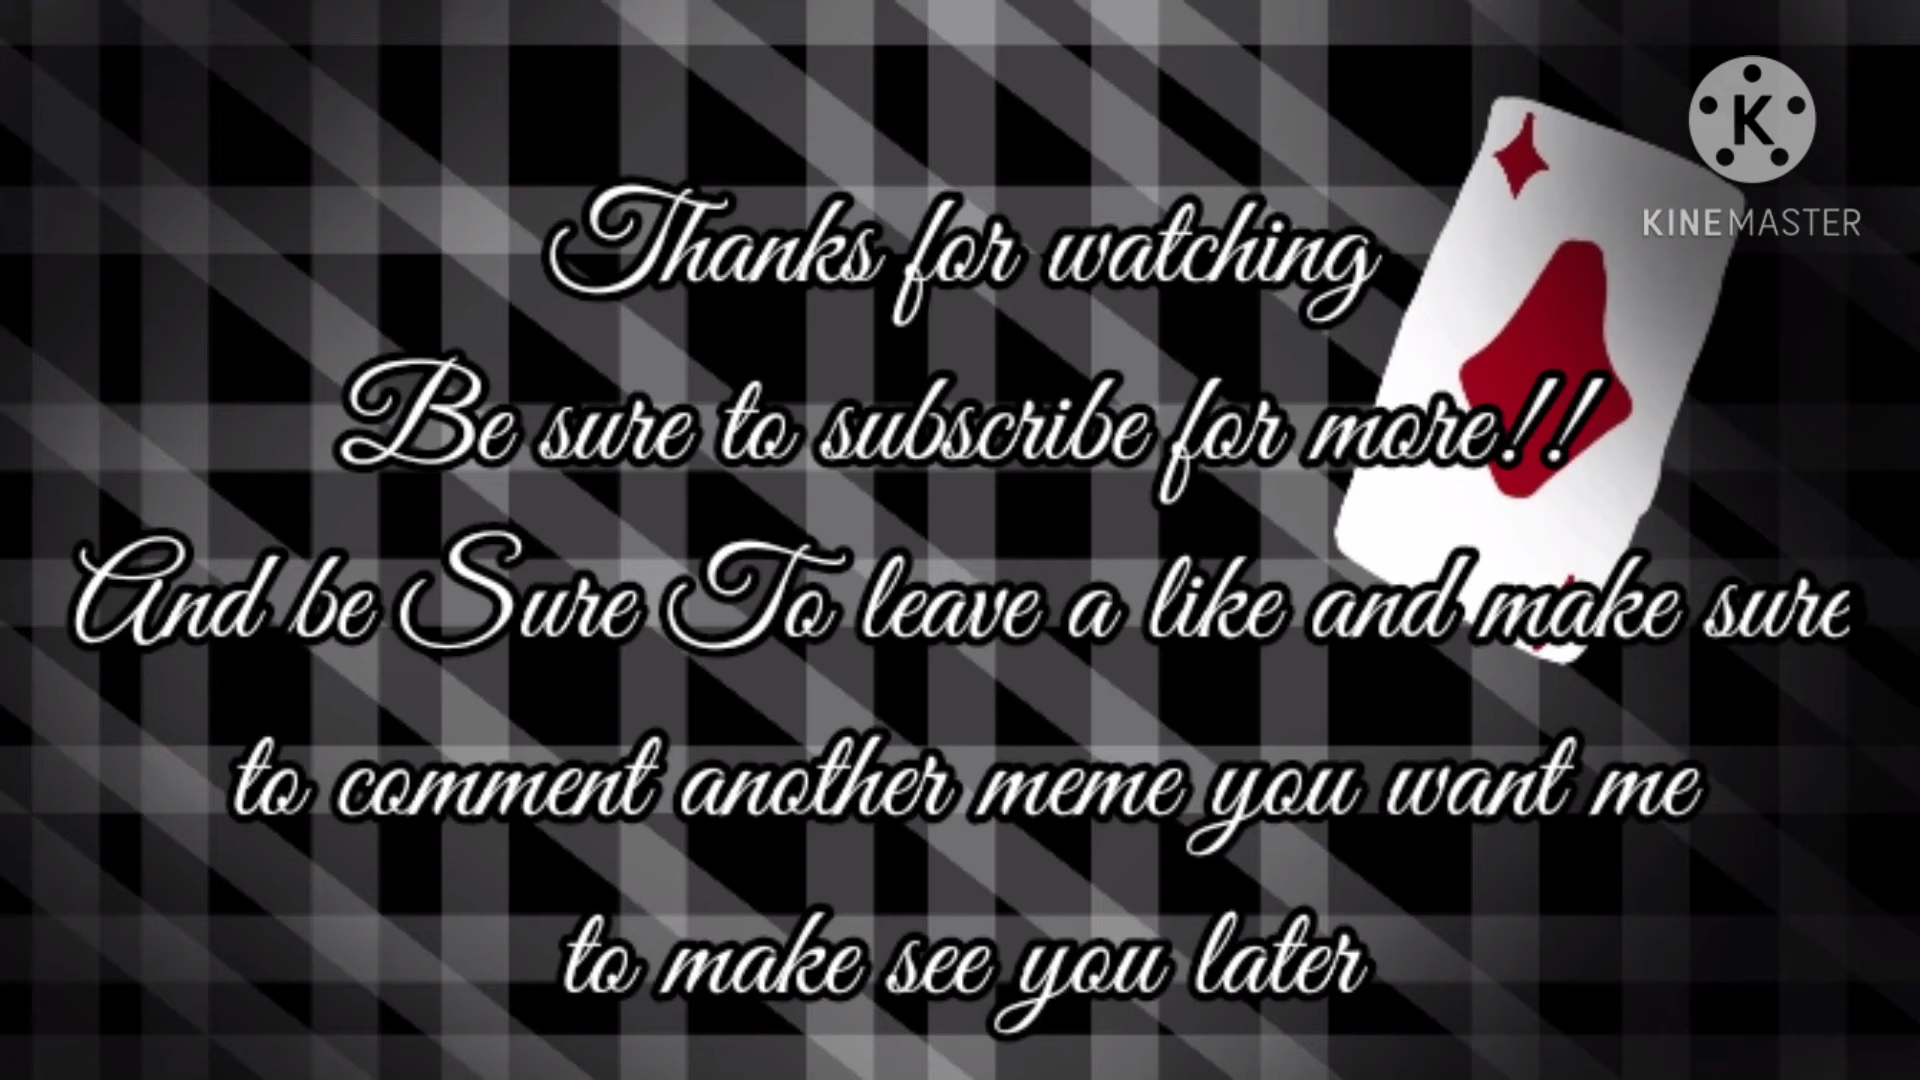 K
KINEMASTER
Thanks for watching
Be sure to subscribe for more!!
And be Sure To leave a like and make sure
to comment another meme you want me
to make see you later